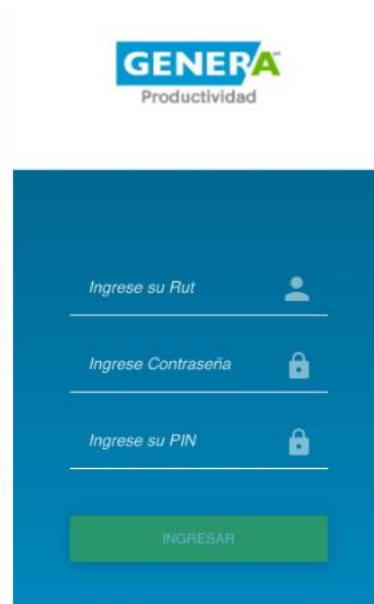 GENERA
Productividad
Ingrese su Rut
Ingrese Contraseña
Ingrese su PIN
INGRESAR